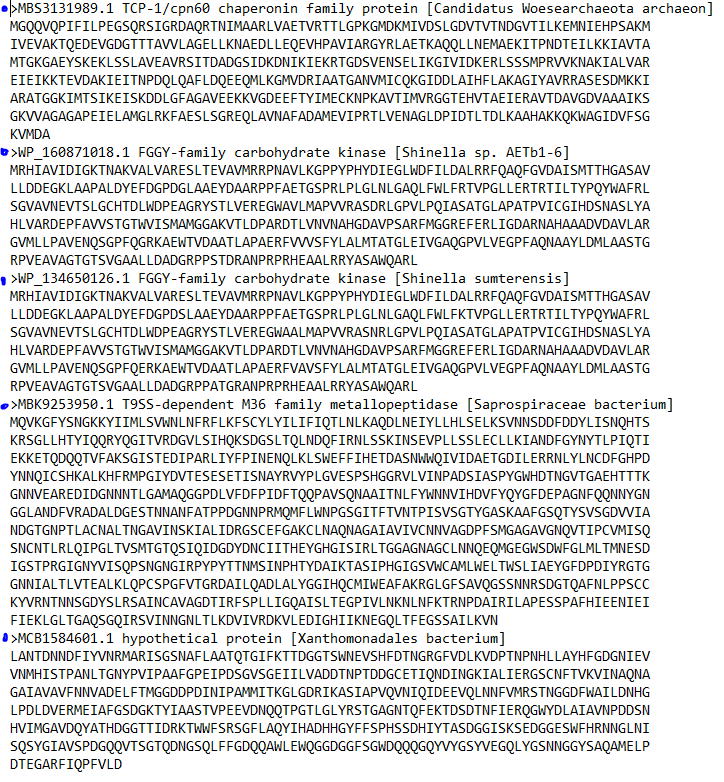 >MBS3131989.1 TCP-1/cpn60 chaperonin family protein [Candidatus Woesearchaeota archaeon]
MGQQVQPIFILPEGSQRSIGRDAQRTNIMAARLVAETVRTTLGPKGMDKMIVDSLGDVTVTNDGVTILKEMNIEHPSAKM
IVEVAKTQEDEVGDGTTTAVVLAGELLKNAEDLLEQEVHPAVIARGYRLAETKAQQLLNEMAEKITPNDTEILKKIAVTA
MTGKGAEYSKEKLSSLAVEAVRSITDADGSIDKDNIKIEKRTGDSVENSELIKGIVIDKERLSSSMPRVVKNAKIALVAR
EIEIKKTEVDAKIEITNPDQLQAFLDQEEQMLKGMVDRIAATGANVMICQKGIDDLAIHFLAKAGIYAVRRASESDMKKI
ARATGGKIMTSIKEISKDDLGFAGAVEEKKVGDEEFTYIMECKNPKAVTIMVRGGTEHVTAEIERAVTDAVGDVAAAIKS
GKVVAGAGAPEIELAMGLRKFAESLSGREQLAVNAFADAMEVIPRTLVENAGLDPIDTLTDLKAAHAKKQKWAGIDVFSG
KVMDA
>WP_160871018.1 FGGY-family carbohydrate kinase [Shinella sp. AETb1-6]
MRHIAVIDIGKTNAKVALVARESLTEVAVMRRPNAVLKGPPYPHYDIEGLWDFILDALRRFQAQFGVDAISMTTHGASAV
LLDDEGKLAAPALDYEFDGPDGLAAEYDAARPPFAETGSPRLPLGLNLGAQLFWLFRTVPGLLERTRTILTYPQYWAFRL
SGVAVNEVTSLGCHTDLWDPEAGRYSTLVEREGWAVLMAPVVRASDRLGPVLPQIASATGLAPATPVICGIHDSNASLYA
HLVARDEPFAVVSTGTWVISMAMGGAKVTLDPARDTLVNVNAHGDAVPSARFMGGREFERLIGDARNAHAAADVDAVLAR
GVMLLPAVENQSGPFQGRKAEWTVDAATLAPAERFVVVSFYLALMTATGLEIVGAQGPVLVEGPFAQNAAYLDMLAASTG
RPVEAVAGTGTSVGAALLDADGRPPSTDRANPRPRHEAALRRYASAWQARL
>WP_134650126.1 FGGY-family carbohydrate kinase [Shinella sumterensis]
MRHIAVIDIGKTNAKVALVARESLTEVAVMRRPNAVLKGPPYPHYDIEGLWDFILDALRRFQAQFGVDAISMTTHGASAV
LLDDEGKLAAPALDYEFDGPDSLAAEYDAARPPFAETGSPRLPLGLNLGAQLFWLFKTVPGLLERTRTILTYPQYWAFRL
SGVAVNEVTSLGCHTDLWDPEAGRYSTLVEREGWAALMAPVVRASNRLGPVLPQIASATGLAPATPVICGIHDSNASLYA
HLVARDEPFAVVSTGTWVISMAMGGAKVTLDPARDTLVNVNAHGDAVPSARFMGGREFERLIGDARNAHAAADVDAVLAR
GVMLLPAVENQSGPFQERKAEWTVDAATLAPAERFVAVSFYLALMTATGLEIVGAQGPVLVEGPFAQNAAYLDMLAASTG
RPVEAVAGTGTSVGAALLDADGRPPATGRANPRPRHEAALRRYASAWQARL
>MBK9253950.1 T9SS-dependent M36 family metallopeptidase [Saprospiraceae bacterium]
MQVKGFYSNGKKYIIMLSVWNLNFRFLKFSCYLYILIFIQTLNLKAQDLNEIYLLHLSELKSVNNSDDFDDYLISNQHTS
KRSGLLHTYIQQRYQGITVRDGVLSIHQKSDGSLTQLNDQFIRNLSSKINSEVPLLSSLECLLLKIANDFGYNYTLPIQTI
EKKETQDQQTVFAKSGISTEDIPARLIYFPINENQLKLSWEFFIHETDASNWWQIVIDAETGDILERRNLYLNCDFGHPD
YNNQICSHKALKHFRMPGIYDVTESESETISNAYRVYPLGVESPSHGGRVLVINPADSIASPYGWHDTNGVTGAEHTTTK
GNNVEAREDIDGNNNTLGAMAQGGPDLVFDFPIDFTQQPAVSQNAAITNLFYWNNVIHDVFYQYGFDEPAGNFQQNNYGN
GGLANDFVRADALDGESTNNANFATPPDGNNPRMQMFLWNPGSGITFTVNTPISVSGTYGASKAAFGSQTYSVSGDVVIA
NDGTGNPTLACNALTNGAVINSKIALIDRGSCEFGAKCLNAQNAGAIAVIVCNNVAGDPFSMGAGAVGNQVTIPCVMISQ
SNCNTLRLQIPGLTVSMTGTQSIQIDGDYDNCIITHEYGHGISIRLTGGAGNAGCLNNQEQMGEGWSDWFGLMLTMNESD
IGSTPRGIGNYVISQPSNGNGIRPYPYTTNMSINPHTYDAIKTASIPHGIGSVWCAMLWELTWSLIAEYGFDPDIYRGTG
GNNIALTLVTEALKLQPCSPGFVTGRDAILQADLALYGGIHQCMIWEAFAKRGLGFSAVQGSSNNRSDGTQAFNLPPSCC
KYVRNTNNSGDYSLRSAINCAVAGDTIRFSPLLIGQAISLTEGPIVLNKNLNFKTRNPDAIRILAPESSPAFHIEENIEI
FIEKLGLTGAQSGQIRSVINNGNLTLKDVIVRDKVLEDIGHIIKNEGQLTFEGSSAILKVN
>MCB1584601.1 hypothetical protein [Xanthomonadales bacterium]
LANTDNNDFIYVNRMARISGSNAFLAATQTGIFKTTDGGTSWNEVSHFDTNGRGFVDLKVDPTNPNHLLAYHFGDGNIEV
VNMHISTPANLTGNYPVIPAAFGPEIPDSGVSGEIILVADDTNPTDDGCETIQNDINGKIALIERGSCNFTVKVINAQNA
GAIAVAVFNNVADELFTMGGDDPDINIPAMMITKGLGDRIKASIAPVQVNIQIDEEVQLNNFVMRSTNGGDFWAILDNHG
LPDLDVERMEIAFGSDGKTYIAASTVPEEVDNQQTPGTLGLYRSTGAGNTQFEKTDSDTNFIERQGWYDLAIAVNPDDSN
HVIMGAVDQYATHDGGTTIDRKTWWFSRSGFLAQYIHADHHGYFFSPHSSDHIYTASDGGISKSEDGGESWFHRNNGLNI
SQSYGIAVSPDGQQVTSGTQDNGSQLFFGDQQAWLEWQGGDGGFSGWDQQQGQYVYGSYVEGQLYGSNNGGYSAQAMELP
DTEGARFIQPFVLD